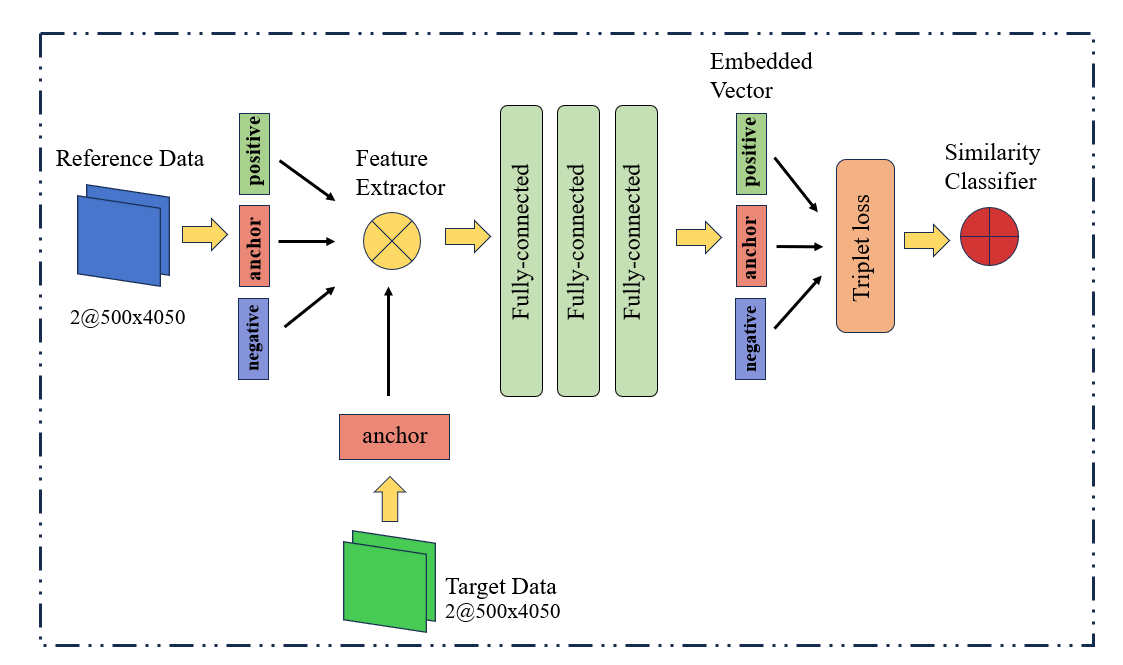 Reference Data
2@500x4050
positive
anchor
negative
Feature
Extractor
anchor
Target Data
2@500x4050
Fully-connected
Fully-connected
Fully-connected
Embedded
Vector
positive
anchor
negative
Triplet loss
Similarity
Classifier